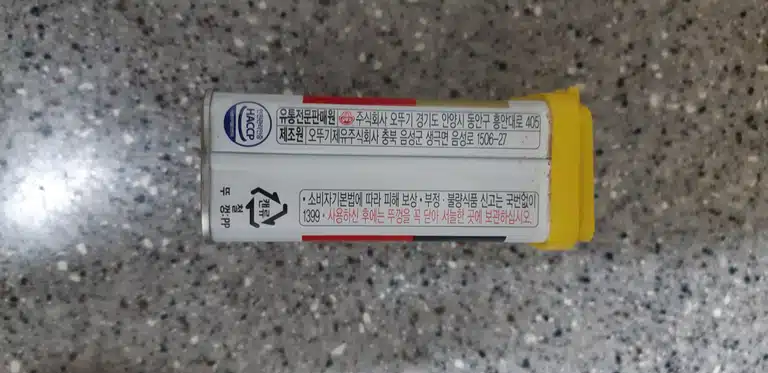 HACCP
유통전문판매원 주식회사 오뚜기 경기도 안양시 동안구 흥안대로 405
제조원 오뚜기제유주식회사 충북 음성군 생극면 음성로 1506-27
• 소비자기본법에 따라 피해 보상 • 부정·불량식품 신고는 국번없이
1399 • 사용하신 후에는 뚜껑을 꼭 닫아 서늘한 곳에 보관하십시오.
캔류
철
뚜껑:PP